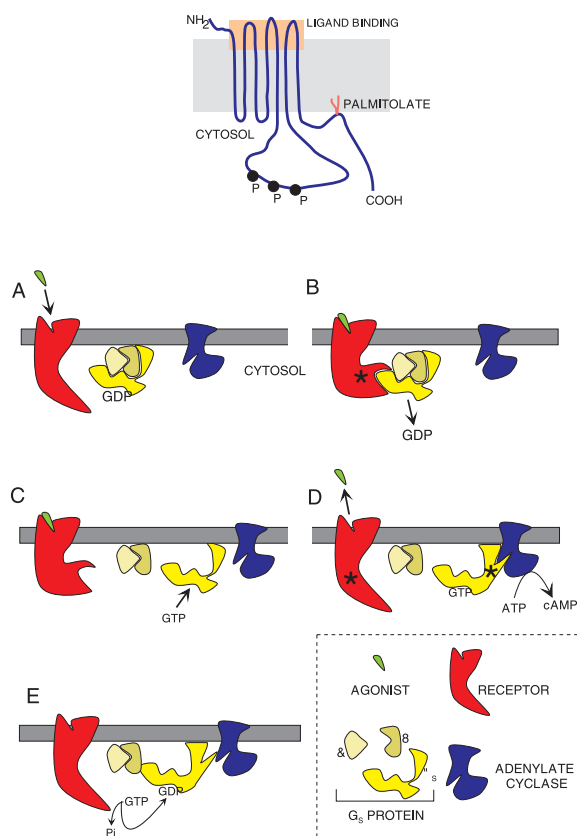 NH2
LIGAND BINDING
PALMITOLATE
CYTOSOL
P
P
P
COOH
A
B
GDP
CYTOSOL
*
GDP
C
D
GTP
*
*
GTP
ATP
cAMP
E
GTP
GDP
Pi
AGONIST
RECEPTOR
&
8
" s
GS PROTEIN
ADENYLATE
CYCLASE